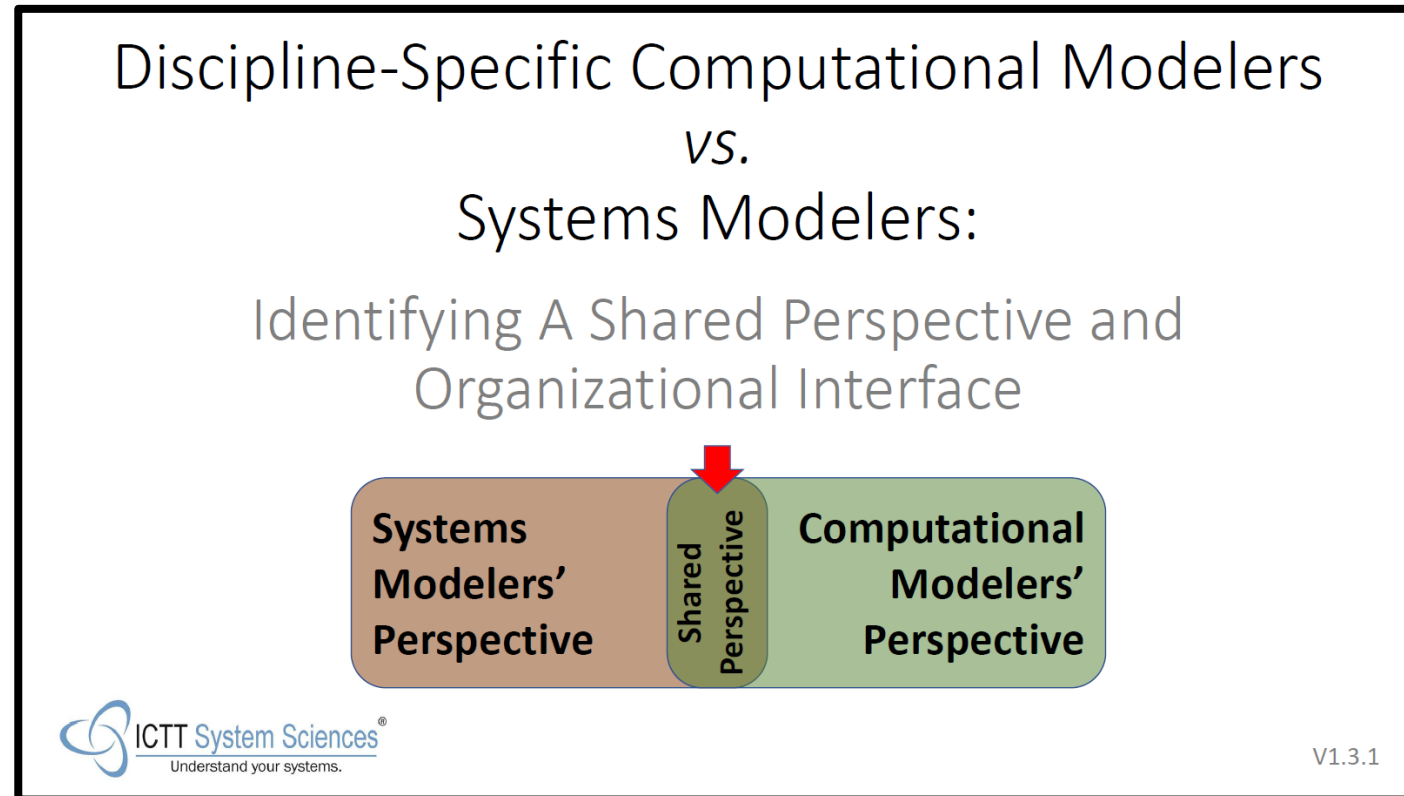 Discipline-Specific Computational Modelers
vs.
Systems Modelers:
Identifying A Shared Perspective and
Organizational Interface
Systems
Modelers’
Perspective
Shared
Perspective
Computational
Modelers’
Perspective
ICTT System Sciences®
Understand your systems.
V1.3.1